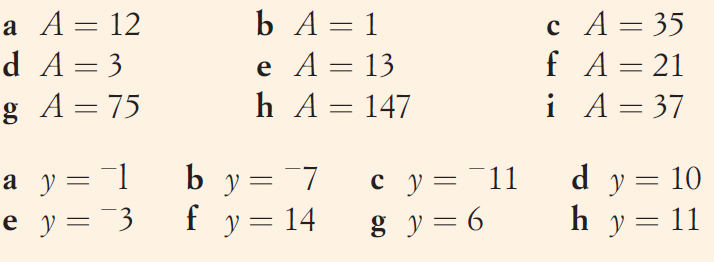 a A = 12 b A = 1 c A = 35
d A = 3 e A = 13 f A = 21
g A = 75 h A = 147 i A = 37
a y = ⁻1 b y = ⁻7 c y = ⁻11 d y = 10
e y = ⁻3 f y = 14 g y = 6 h y = 11